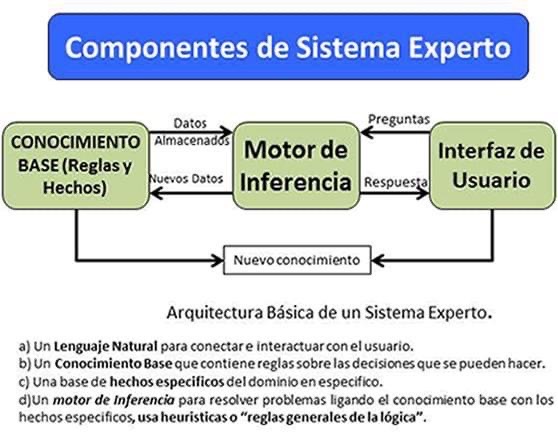 Componentes de Sistema Experto
CONOCIMIENTO
BASE (Reglas y
Hechos)
Datos
Almacenados
Nuevos Datos
Motor de
Inferencia
Preguntas
Respuesta
Interfaz de
Usuario
Nuevo conocimiento
Arquitectura Básica de un Sistema Experto.
a) Un Lenguaje Natural para conectar e interactuar con el usuario.
b) Un Conocimiento Base que contiene reglas sobre las decisiones que se pueden hacer.
c) Una base de hechos especificos del dominio en especifico.
d)Un motor de Inferencia para resolver problemas ligando el conocimiento base con los
hechos especificos, usa heuristicas o “reglas generales de la lógica”.